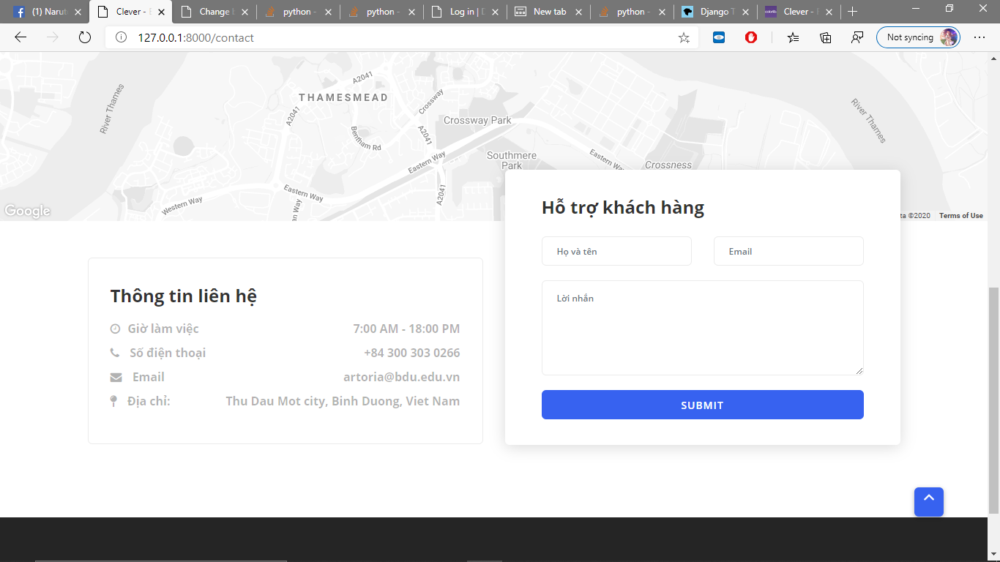 (1) Narut
Clever - E
Change
python -
python -
Log in | D
New tab
python -
Django T
Clever - E
127.0.0.1:8000/contact
Not syncing
River Thames
THAMESMEAD
A2041
A2041
Crossway
Crossway Park
A2041
Bentham Rd
Southmere
Park
Eastern Way
Eastern Way
Crossness
River Thames
Eastern Way
Western Way
an Way
A2041
Google
ta ©2020
Terms of Use
Hỗ trợ khách hàng
Họ và tên
Email
Lời nhắn
SUBMIT
Thông tin liên hệ
Giờ làm việc 7:00 AM - 18:00 PM
Số điện thoại +84 300 303 0266
Email artoria@bdu.edu.vn
Địa chỉ: Thu Dau Mot city, Binh Duong, Viet Nam